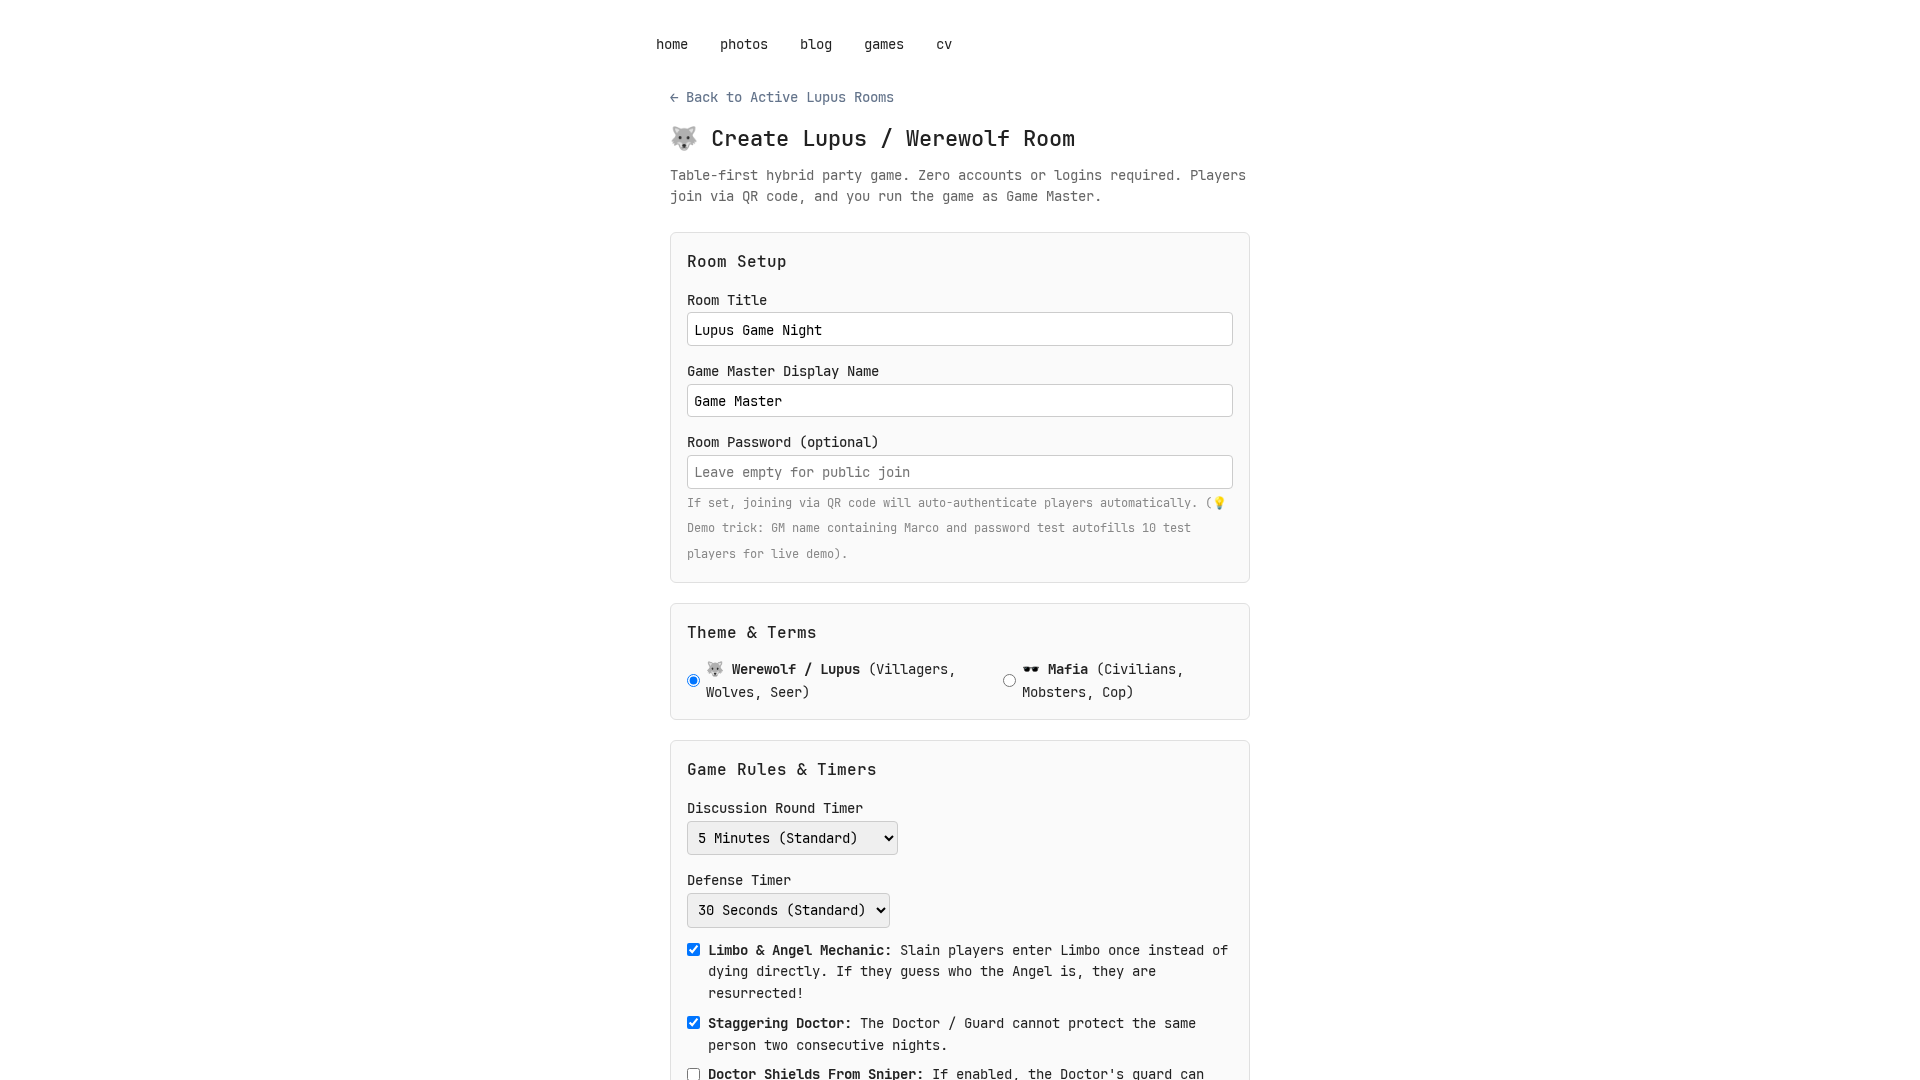 home photos blog games cv
← Back to Active Lupus Rooms
🐺 Create Lupus / Werewolf Room
Table-first hybrid party game. Zero accounts or logins required. Players
join via QR code, and you run the game as Game Master.
Room Setup
Room Title
Lupus Game Night
Game Master Display Name
Game Master
Room Password (optional)
Leave empty for public join
If set, joining via QR code will auto-authenticate players automatically. (💡
Demo trick: GM name containing Marco and password test autofills 10 test
players for live demo).
Theme & Terms
🐺 Werewolf / Lupus (Villagers,
Wolves, Seer)
🕶️ Mafia (Civilians,
Mobsters, Cop)
Game Rules & Timers
Discussion Round Timer
5 Minutes (Standard)
Defense Timer
30 Seconds (Standard)
Limbo & Angel Mechanic: Slain players enter Limbo once instead of
dying directly. If they guess who the Angel is, they are
resurrected!
Staggering Doctor: The Doctor / Guard cannot protect the same
person two consecutive nights.
Doctor Shields From Sniper: If enabled, the Doctor's guard can